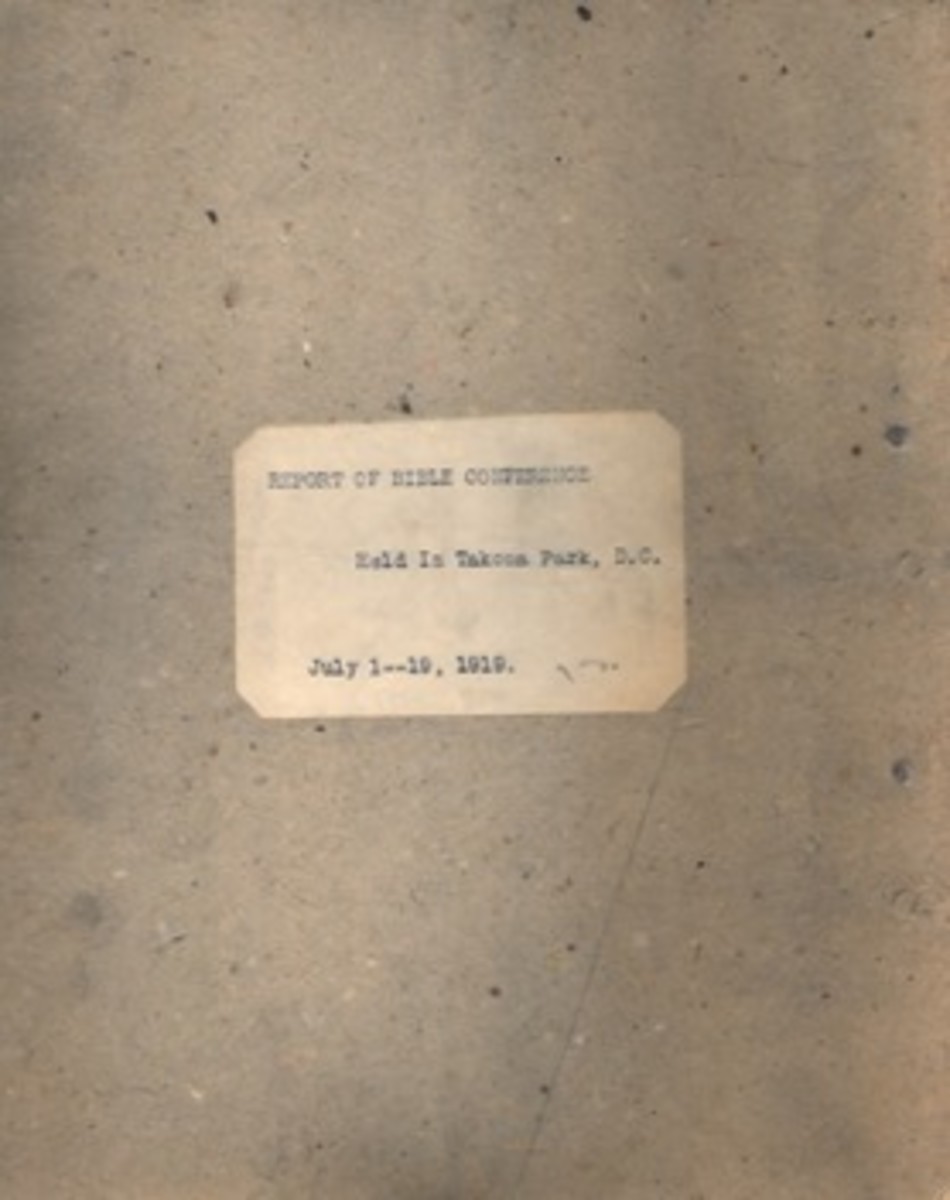 REPORT OF BIBLE CONFERENCE
Held In Takoma Park, D.C.
July 1--19, 1919.